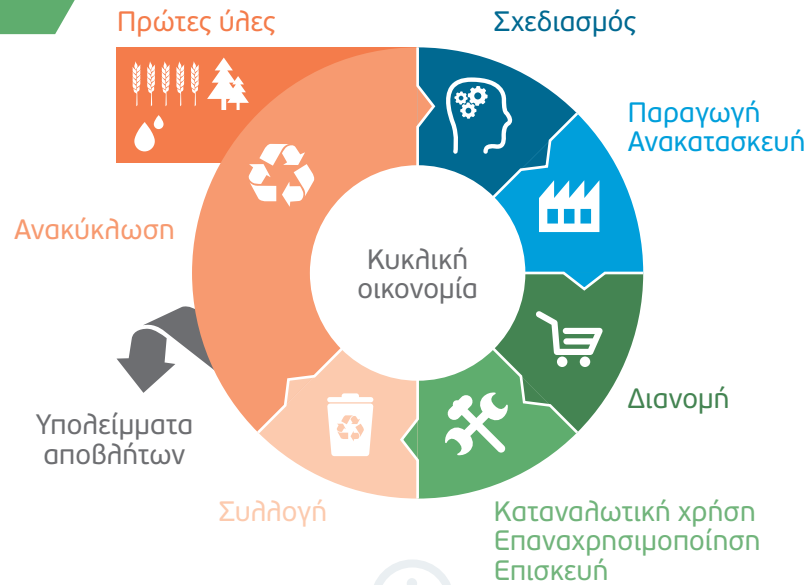 Πρώτες ύλες
Σχεδιασμός
Παραγωγή
Ανακατασκευή
Ανακύκλωση
Κυκλική
οικονομία
Διανομή
Υπολείμματα
αποβλήτων
Συλλογή
Καταναλωτική χρήση
Επαναχρησιμοποίηση
Επισκευή